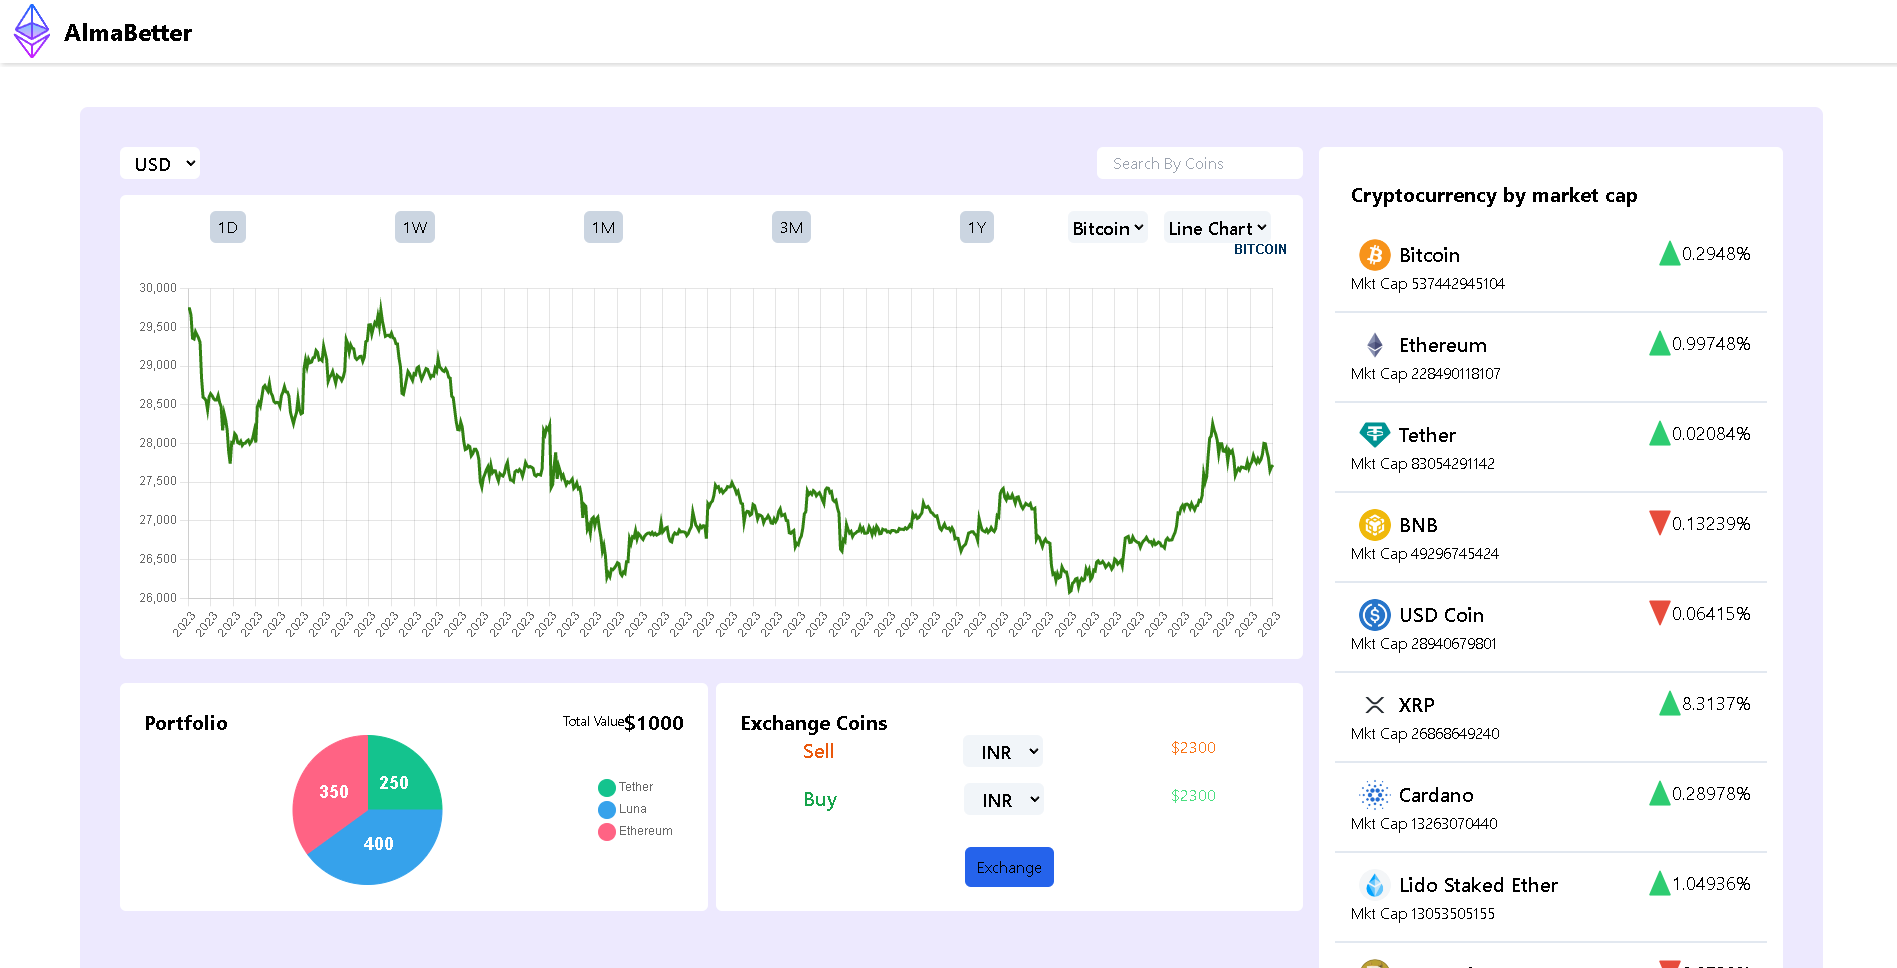 AlmaBetter
USD
Search By Coins
1D 1W 1M 3M 1Y Bitcoin Line Chart
BITCOIN
30,000
29,500
29,000
28,500
28,000
27,500
27,000
26,500
26,000
2023 2023 2023 2023 2023 2023 2023 2023 2023 2023 2023 2023 2023 2023 2023 2023 2023 2023 2023 2023 2023 2023 2023 2023 2023 2023 2023 2023 2023 2023 2023 2023 2023 2023 2023 2023 2023 2023 2023 2023 2023 2023 2023 2023 2023 2023 2023 2023 2023
Portfolio
Total Value$1000
350
250
400
Tether
Luna
Ethereum
Exchange Coins
Sell INR $2300
Buy INR $2300
Exchange
Cryptocurrency by market cap
Bitcoin 0.2948%
Mkt Cap 537442945104
Ethereum 0.99748%
Mkt Cap 228490118107
Tether 0.02084%
Mkt Cap 83054291142
BNB 0.13239%
Mkt Cap 49296745424
USD Coin 0.06415%
Mkt Cap 28940679801
XRP 8.3137%
Mkt Cap 26868649240
Cardano 0.28978%
Mkt Cap 13263070440
Lido Staked Ether 1.04936%
Mkt Cap 13053505155